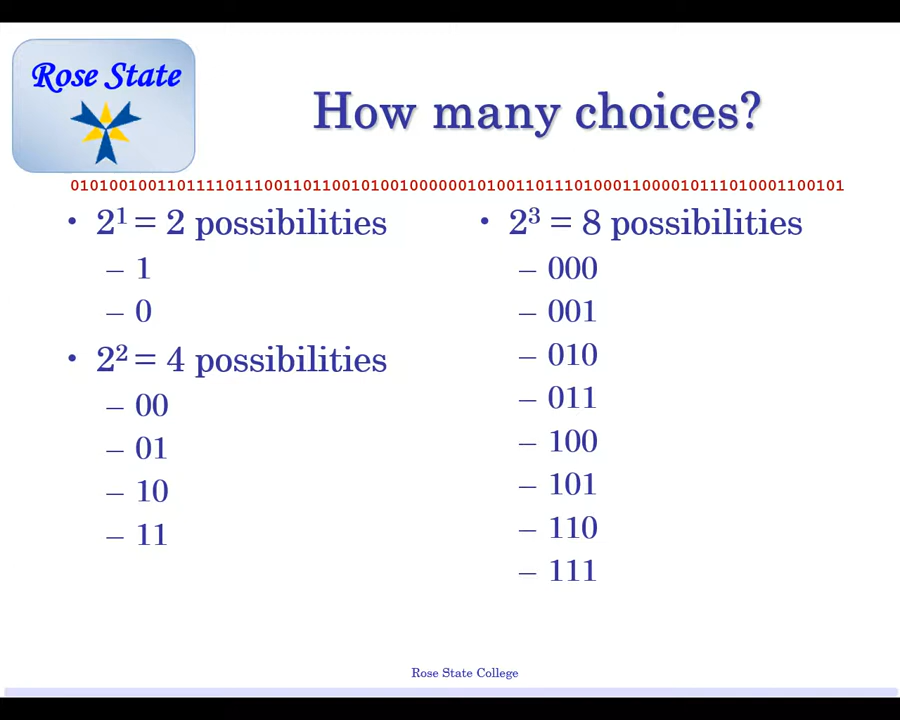 Rose State
How many choices?
01010010011011110111001101100101001000000101001101110100011000010111010001100101
• 2¹ = 2 possibilities
– 1
– 0
• 2² = 4 possibilities
– 00
– 01
– 10
– 11
• 2³ = 8 possibilities
– 000
– 001
– 010
– 011
– 100
– 101
– 110
– 111
Rose State College